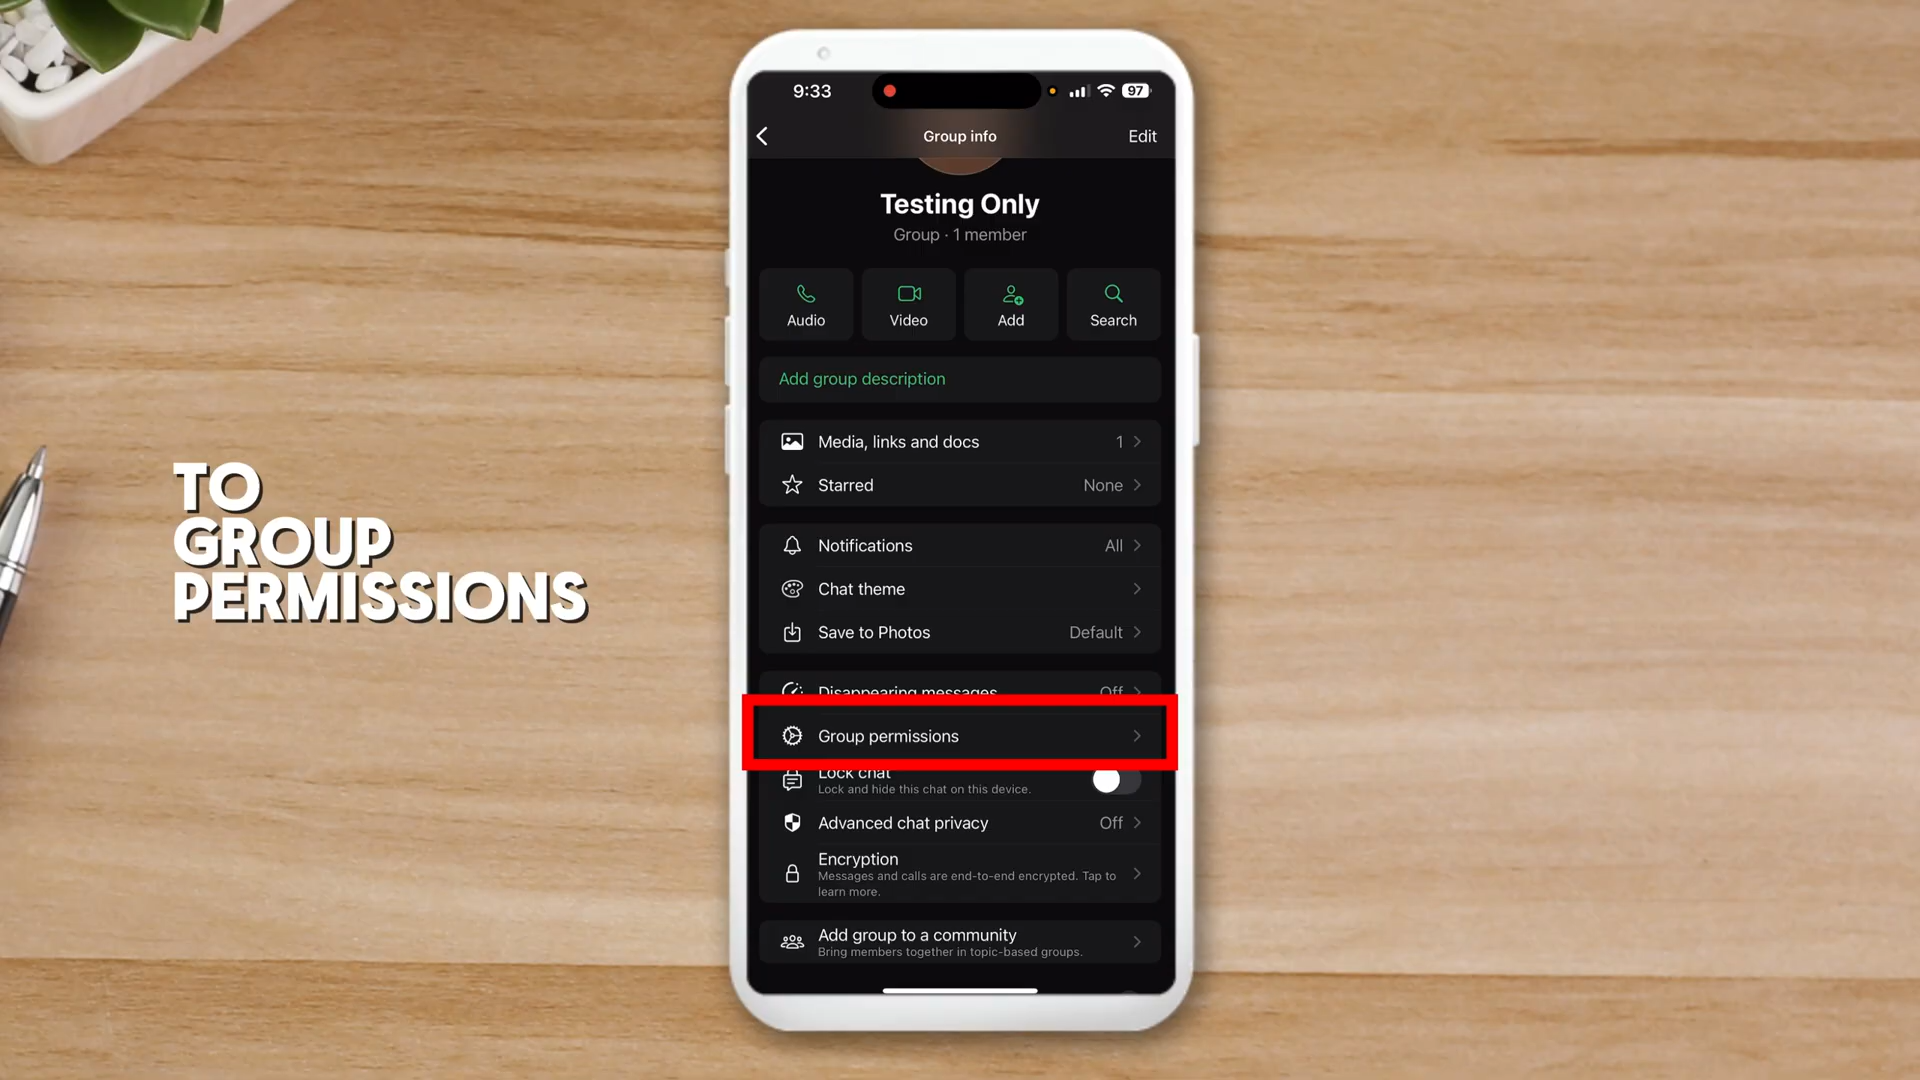 TO
GROUP
PERMISSIONS
9:33
97
Group info
Edit
Testing Only
Group · 1 member
Audio
Video
Add
Search
Add group description
Media, links and docs 1
Starred None
Notifications All
Chat theme
Save to Photos Default
Disappearing messages Off
Group permissions
Lock chat
Lock and hide this chat on this device.
Advanced chat privacy Off
Encryption
Messages and calls are end-to-end encrypted. Tap to
learn more.
Add group to a community
Bring members together in topic-based groups.